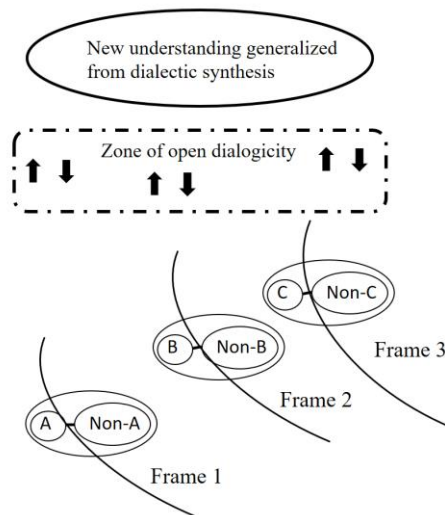 New understanding generalized
from dialectic synthesis
Zone of open dialogicity
C Non-C
B Non-B
Frame 3
Frame 2
A Non-A
Frame 1